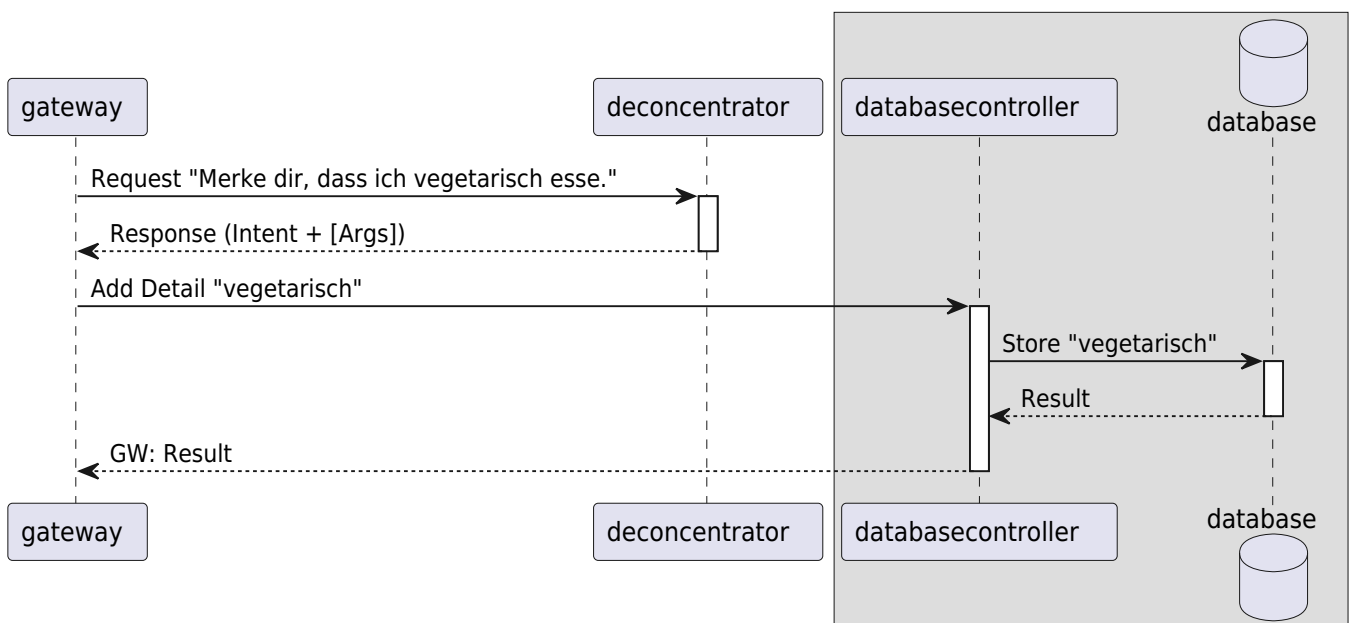 database
gateway
deconcentrator
databasecontroller
Request "Merke dir, dass ich vegetarisch esse."
Response (Intent + [Args])
Add Detail "vegetarisch"
Store "vegetarisch"
Result
GW: Result
gateway
deconcentrator
databasecontroller
database